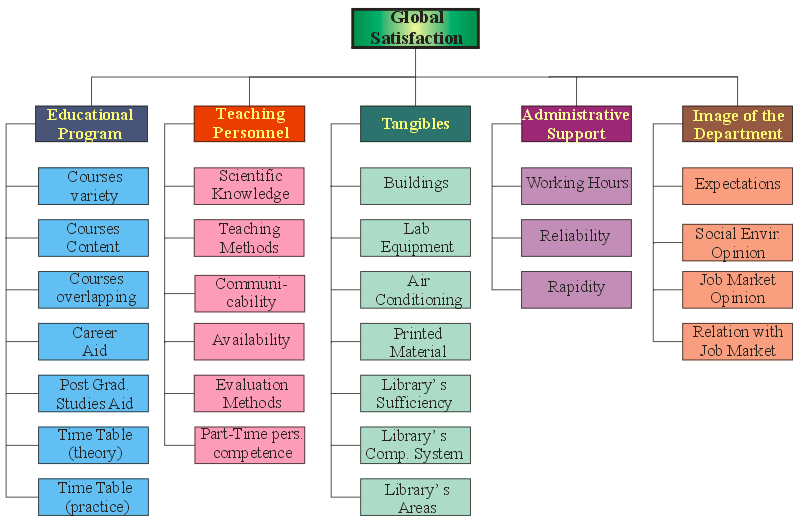 Global
Satisfaction
Educational
Program
Teaching
Personnel
Tangibles
Administrative
Support
Image of the
Department
Courses
variety
Courses
Content
Courses
overlapping
Career
Aid
Post Grad.
Studies Aid
Time Table
(theory)
Time Table
(practice)
Scientific
Knowledge
Teaching
Methods
Communi-
cability
Availability
Evaluation
Methods
Part-Time pers.
competence
Buildings
Lab
Equipment
Air
Conditioning
Printed
Material
Library’ s
Sufficiency
Library’ s
Comp. System
Library’ s
Areas
Working Hours
Reliability
Rapidity
Expectations
Social Envir.
Opinion
Job Market
Opinion
Relation with
Job Market